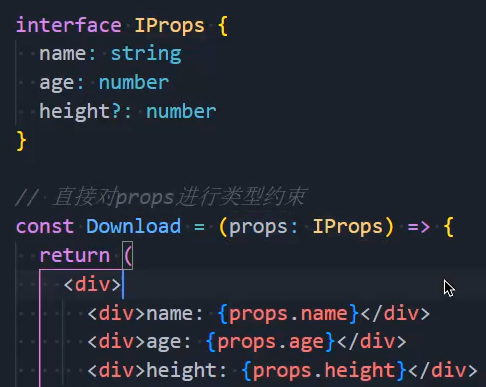 interface IProps {
name: string
age: number
height?: number
}
// 直接对props进行类型约束
const Download = (props: IProps) => {
return (
<div>
<div>name: {props.name}</div>
<div>age: {props.age}</div>
<div>height: {props.height}</div>